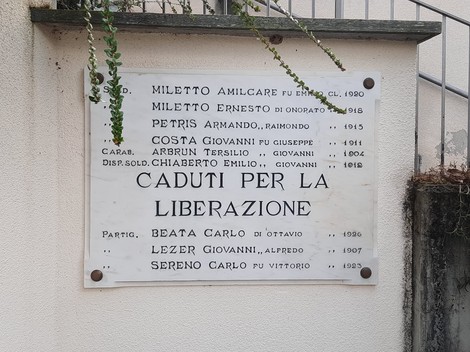 SOLD. MILETTO AMILCARE FU EMILIO CL. 1920
,, MILETTO ERNESTO DI ONORATO ,, 1918
,, PETRIS ARMANDO ,, RAIMONDO ,, 1915
,, COSTA GIOVANNI FU GIUSEPPE ,, 1911
CARAB. ARBRUN TERSILIO ,, GIOVANNI ,, 1904
DISP. SOLD. CHIABERTO EMILIO ,, GIOVANNI ,, 1912
CADUTI PER LA
LIBERAZIONE
PARTIG. BEATA CARLO DI OTTAVIO ,, 1926
,, LEZER GIOVANNI ,, ALFREDO ,, 1907
,, SERENO CARLO FU VITTORIO ,, 1923